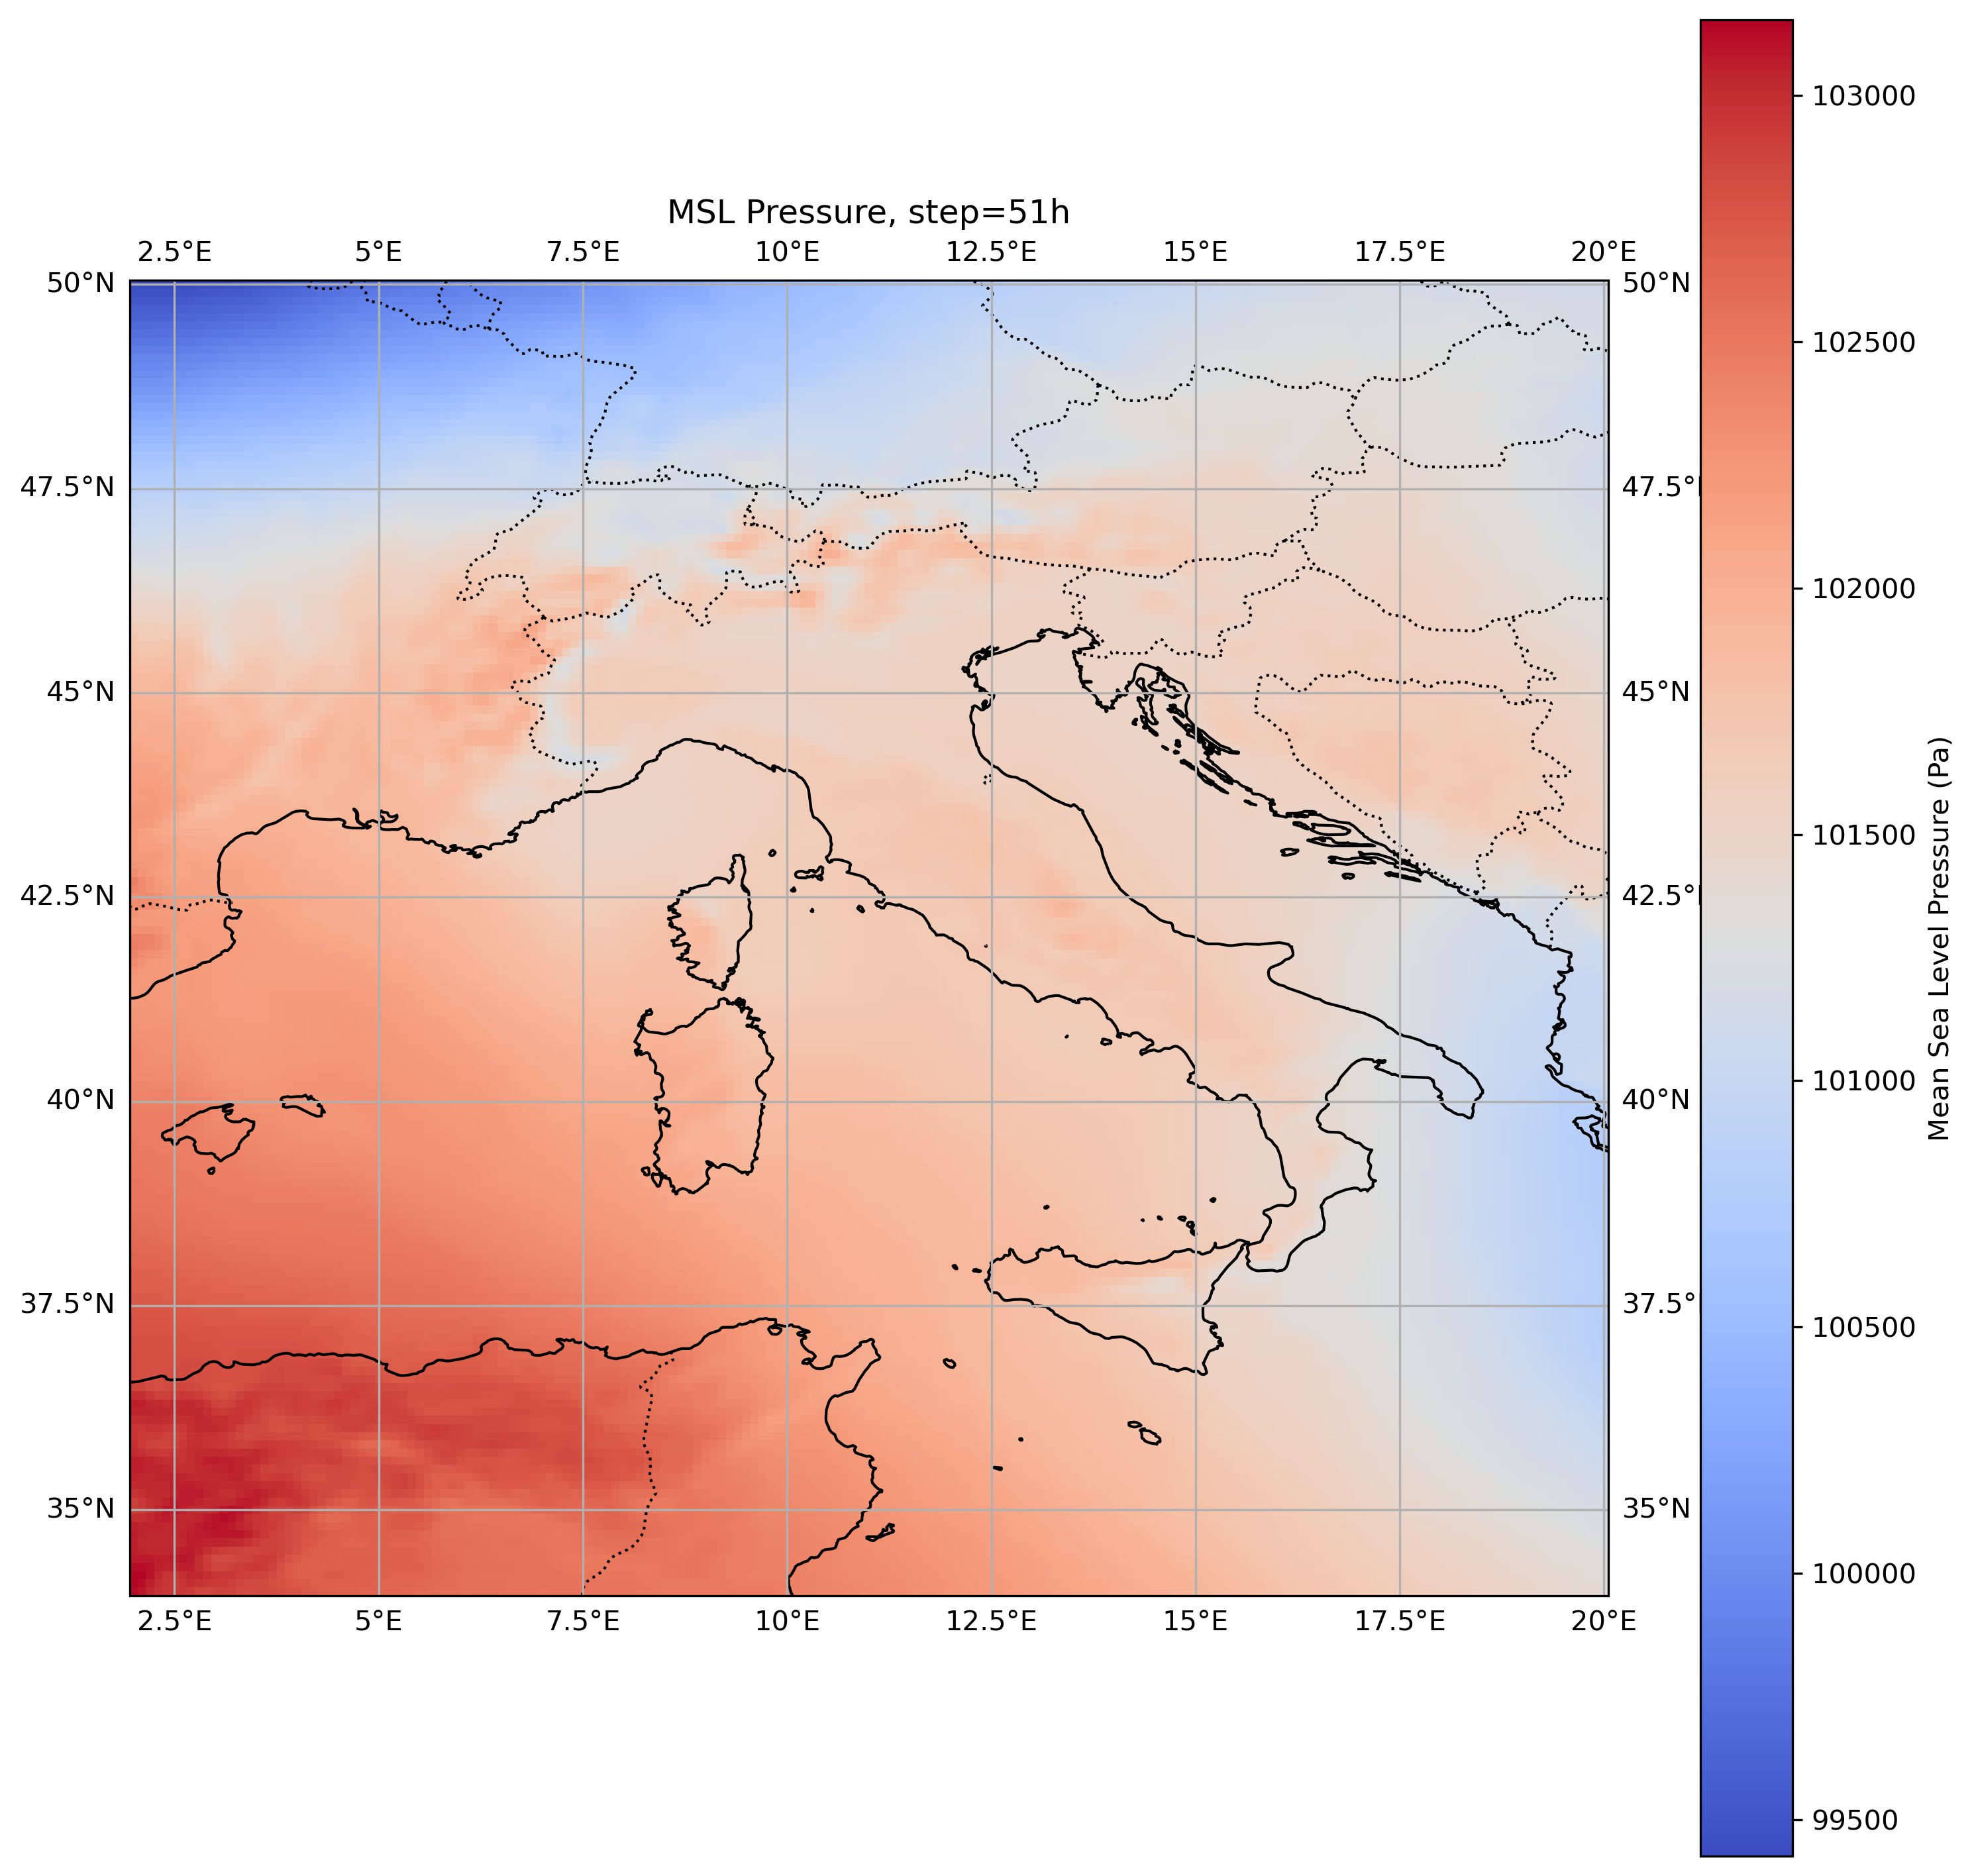 MSL Pressure, step=51h
2.5°E 5°E 7.5°E 10°E 12.5°E 15°E 17.5°E 20°E
50°N 50°N
47.5°N 47.5°
45°N 45°N
42.5°N 42.5°
40°N 40°N
37.5°N 37.5°
35°N 35°N
2.5°E 5°E 7.5°E 10°E 12.5°E 15°E 17.5°E 20°E
103000
102500
102000
101500
101000
100500
100000
99500
Mean Sea Level Pressure (Pa)